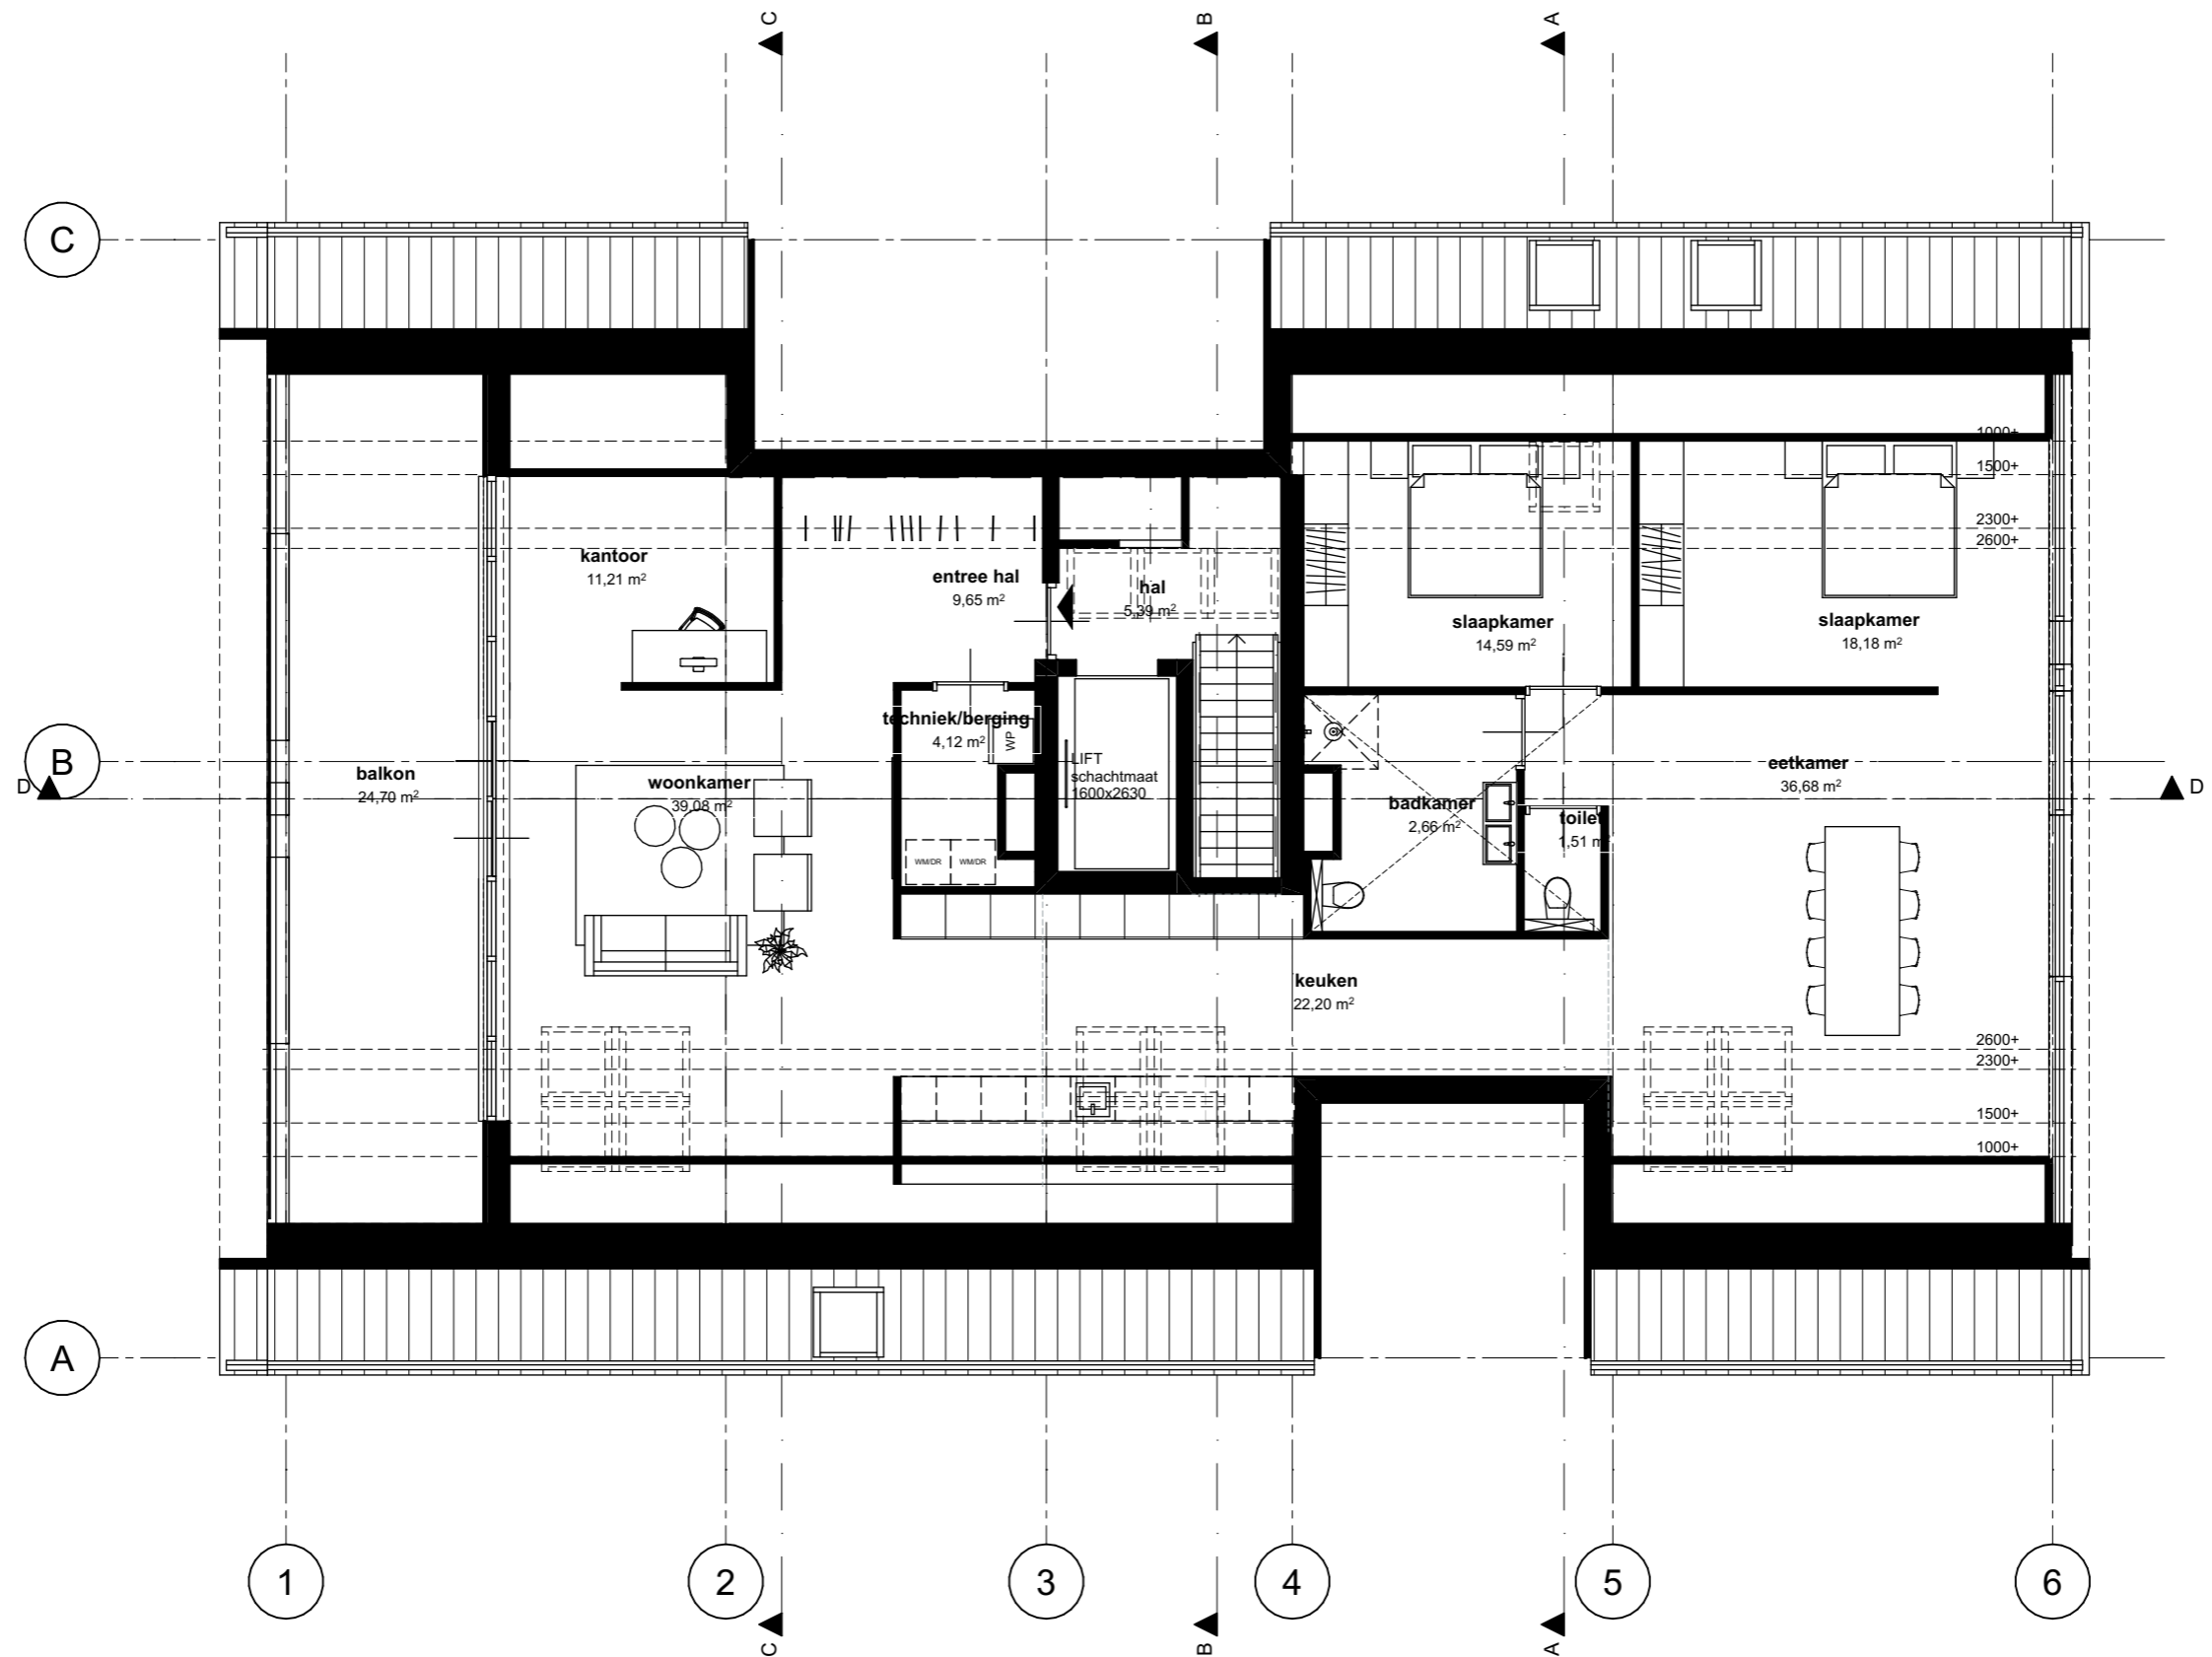 C
B
A
C
1000+
1500+
2300+
2600+
kantoor
11,21 m²
entree hal
9,65 m²
hal
5,39 m²
slaapkamer
14,59 m²
slaapkamer
18,18 m²
techniek/berging
4,12 m²
WP
LIFT
schachtmaat
1600x2630
B
D
balkon
24,70 m²
woonkamer
39,08 m²
badkamer
2,66 m²
toilet
1,51 m²
eetkamer
36,68 m²
D
WM/DR
WM/DR
keuken
22,20 m²
2600+
2300+
1500+
1000+
A
1
2
3
4
5
6
C
B
A